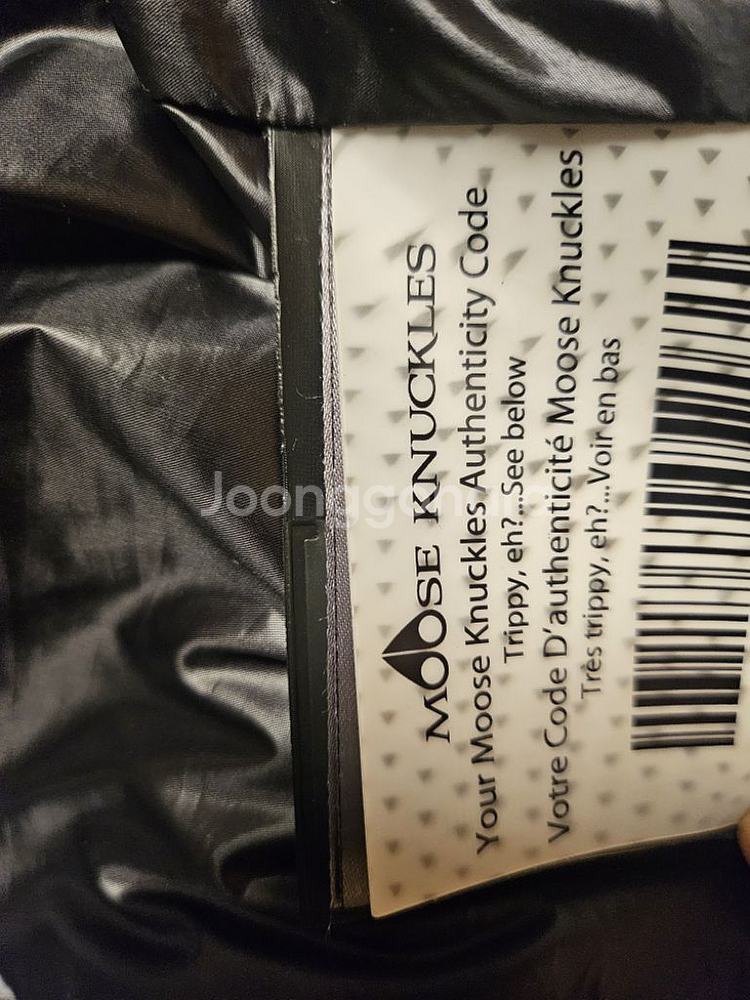 MOOSE KNUCKLES
Your Moose Knuckles Authenticity Code
Trippy, eh?...See below
Votre Code D'authenticité Moose Knuckles
Très trippy, eh?...Voir en bas
Joonggonara